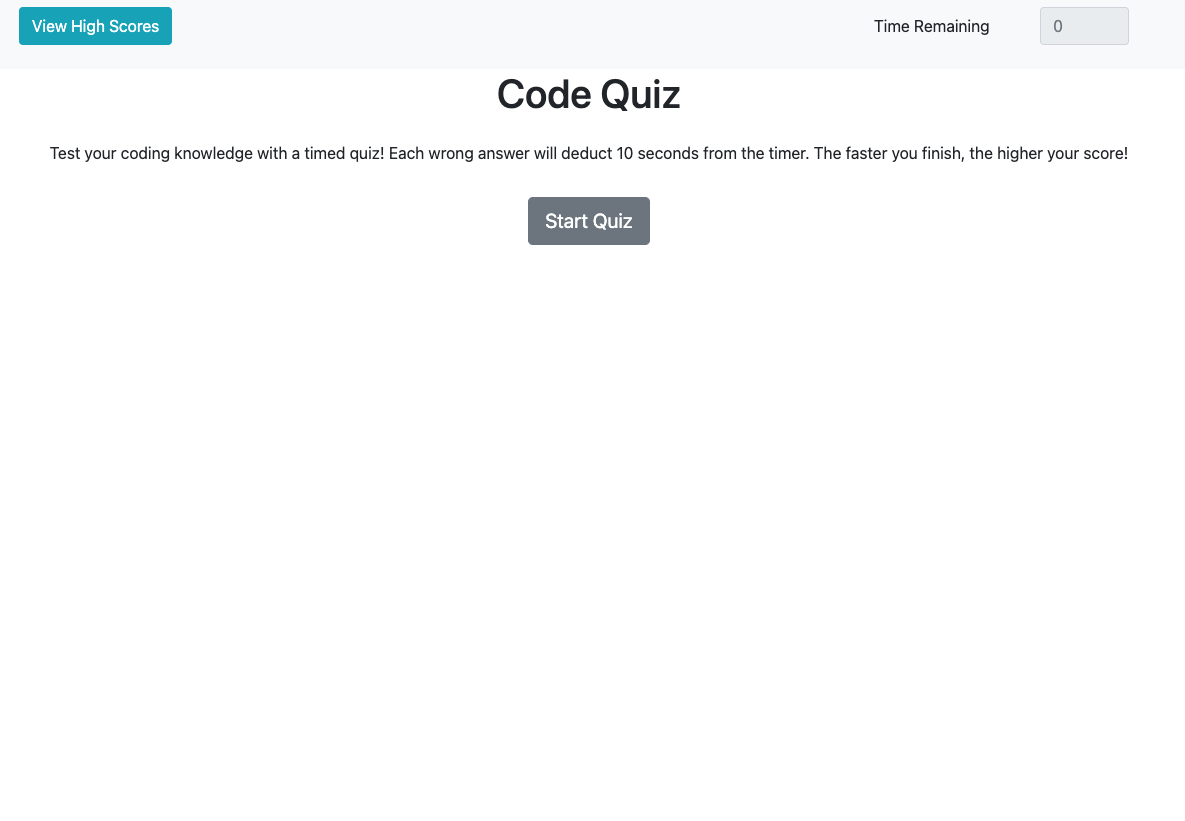 View High Scores
Time Remaining
0
Code Quiz
Test your coding knowledge with a timed quiz! Each wrong answer will deduct 10 seconds from the timer. The faster you finish, the higher your score!
Start Quiz